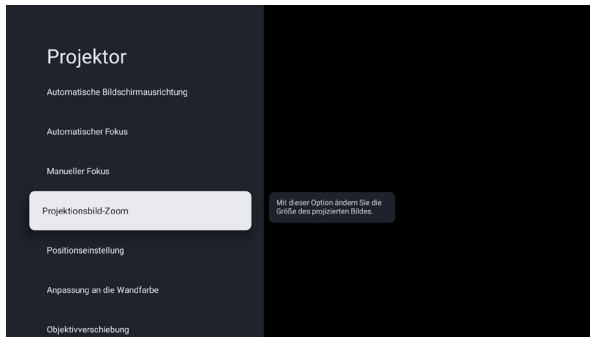 Projektor
Automatische Bildschirmausrichtung
Automatischer Fokus
Manueller Fokus
Projektionsbild-Zoom
Mit dieser Option ändern Sie die
Größe des projizierten Bildes.
Positionseinstellung
Anpassung an die Wandfarbe
Objektivverschiebung